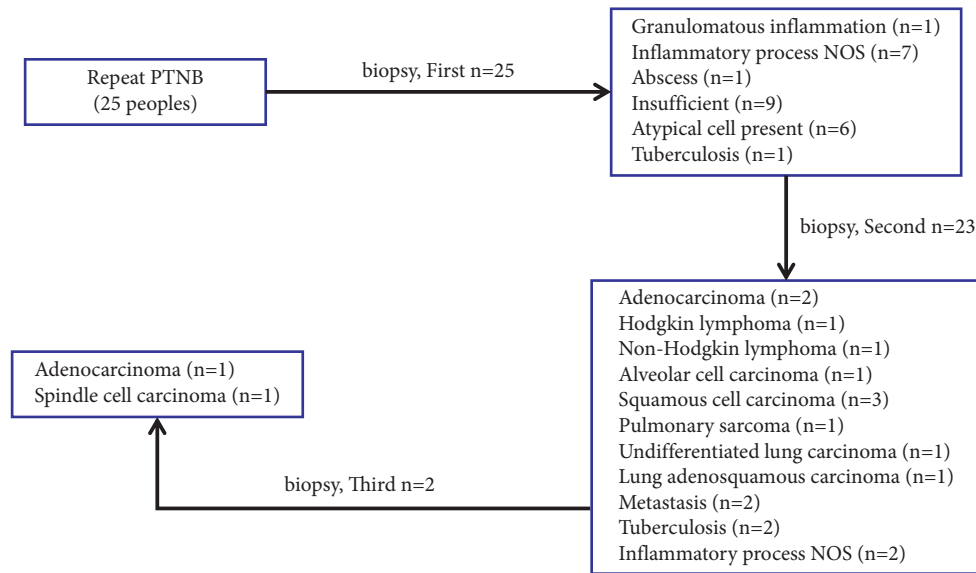 Repeat PTNB
(25 peoples)
biopsy, First n=25
Granulomatous inflammation (n=1)
Inflammatory process NOS (n=7)
Abscess (n=1)
Insufficient (n=9)
Atypical cell present (n=6)
Tuberculosis (n=1)
biopsy, Second n=23
Adenocarcinoma (n=2)
Hodgkin lymphoma (n=1)
Non-Hodgkin lymphoma (n=1)
Alveolar cell carcinoma (n=1)
Squamous cell carcinoma (n=3)
Pulmonary sarcoma (n=1)
Undifferentiated lung carcinoma (n=1)
Lung adenosquamous carcinoma (n=1)
Metastasis (n=2)
Tuberculosis (n=2)
Inflammatory process NOS (n=2)
biopsy, Third n=2
Adenocarcinoma (n=1)
Spindle cell carcinoma (n=1)